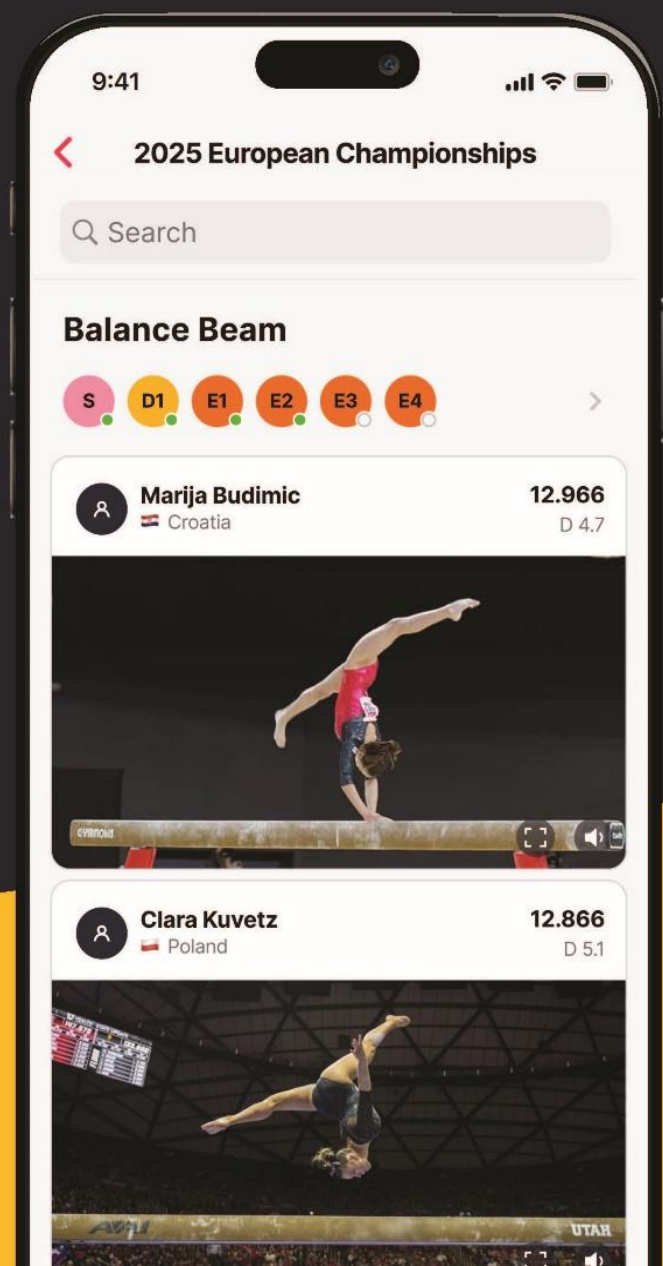 9:41
2025 European Championships
Search
Balance Beam
S D1 E1 E2 E3 E4
Marija Budimic 12.966
Croatia D 4.7
GYMNOVA
Clara Kuvetz 12.866
Poland D 5.1
UTAH